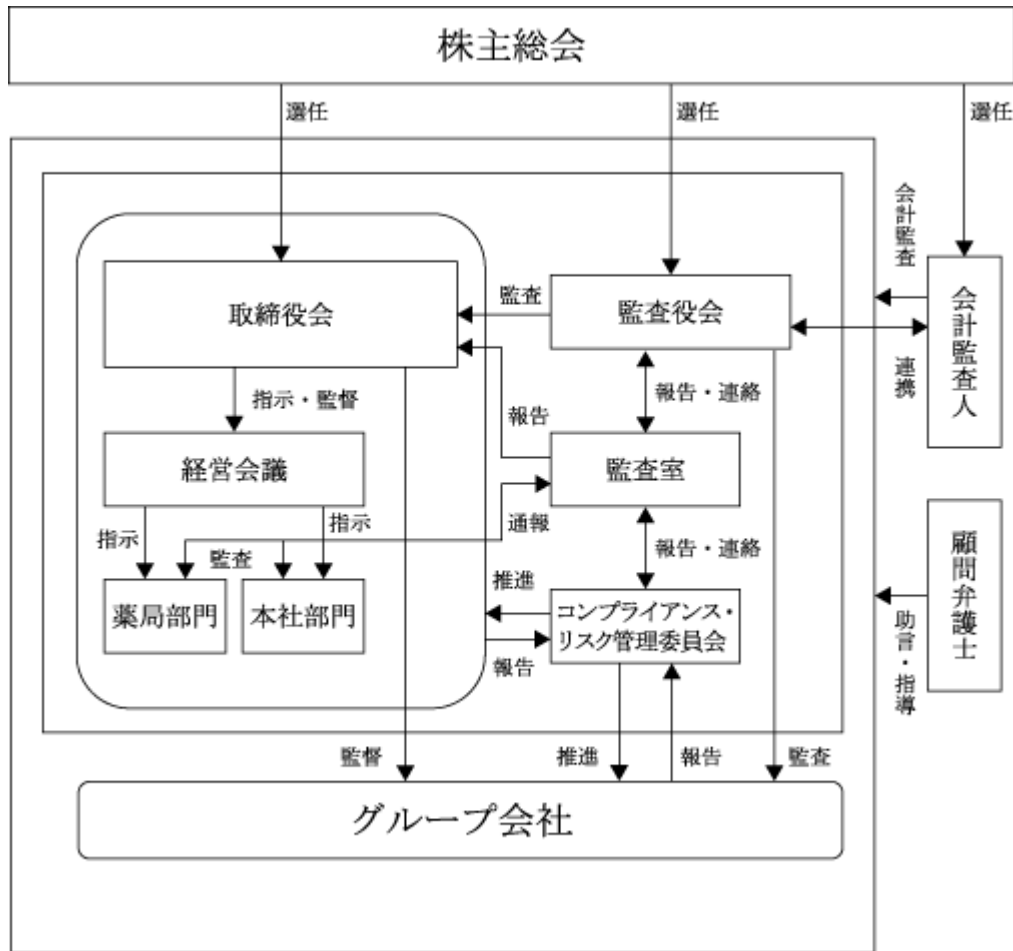 株主総会
選任
選任
選任
会計監査
取締役会
監査
監査役会
会計監査人
連携
指示・監督
報告
報告・連絡
経営会議
監査室
指示
指示
監査
通報
報告・連絡
薬局部門
本社部門
推進
報告
コンプライアンス・
リスク管理委員会
顧問弁護士
助言・指導
監督
推進
報告
監査
グループ会社